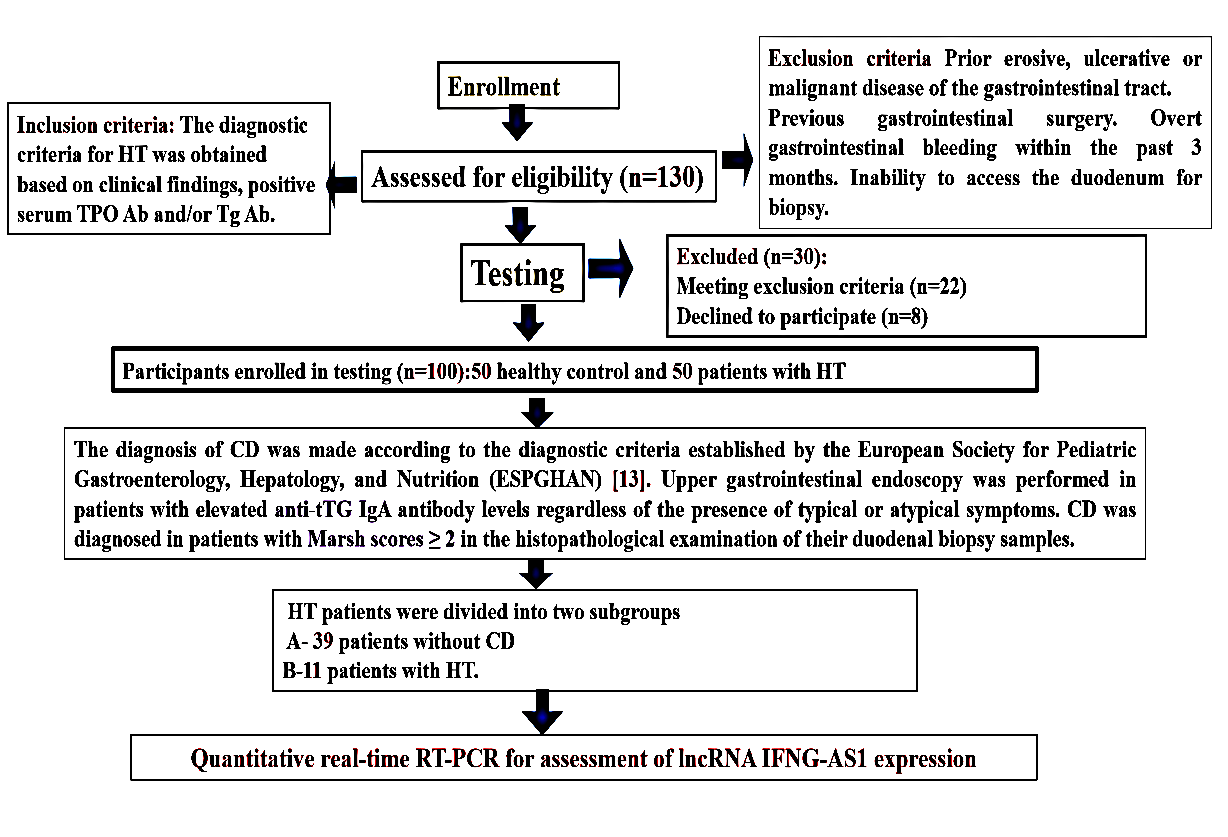 Enrollment
Exclusion criteria Prior erosive, ulcerative or
malignant disease of the gastrointestinal tract.
Previous gastrointestinal surgery. Overt
gastrointestinal bleeding within the past 3
months. Inability to access the duodenum for
biopsy.
Inclusion criteria: The diagnostic
criteria for HT was obtained
based on clinical findings, positive
serum TPO Ab and/or Tg Ab.
Assessed for eligibility (n=130)
Testing
Excluded (n=30):
Meeting exclusion criteria (n=22)
Declined to participate (n=8)
Participants enrolled in testing (n=100):50 healthy control and 50 patients with HT
The diagnosis of CD was made according to the diagnostic criteria established by the European Society for Pediatric
Gastroenterology, Hepatology, and Nutrition (ESPGHAN) [13]. Upper gastrointestinal endoscopy was performed in
patients with elevated anti-tTG IgA antibody levels regardless of the presence of typical or atypical symptoms. CD was
diagnosed in patients with Marsh scores ≥ 2 in the histopathological examination of their duodenal biopsy samples.
HT patients were divided into two subgroups
A- 39 patients without CD
B-11 patients with HT.
Quantitative real-time RT-PCR for assessment of lncRNA IFNG-AS1 expression